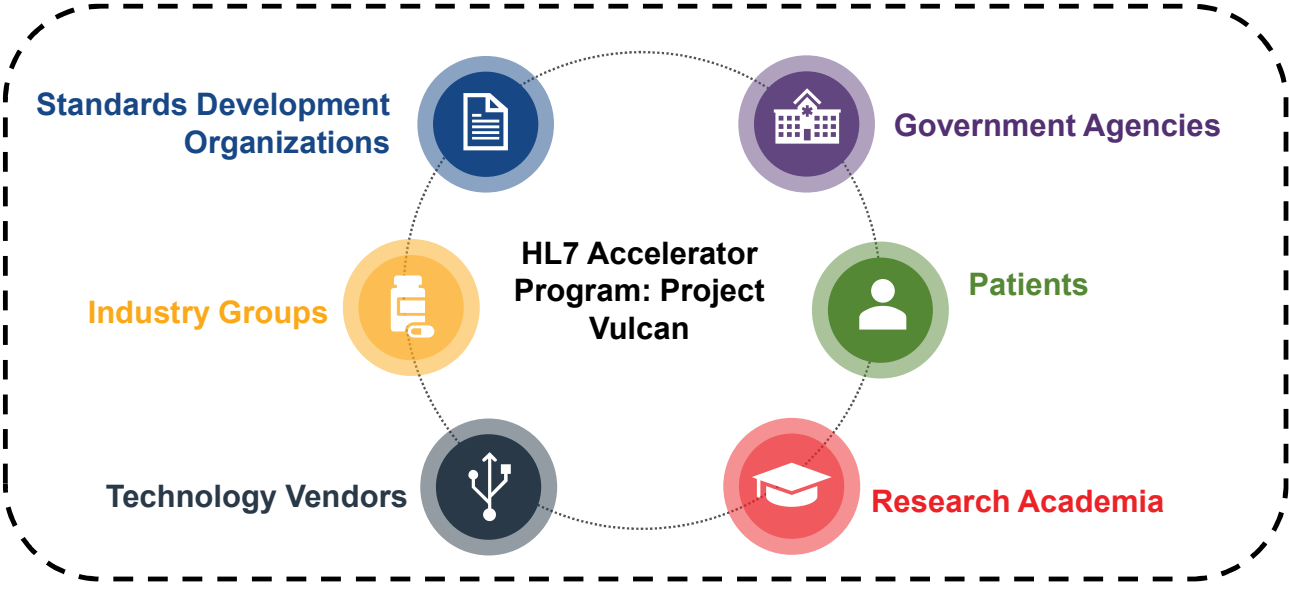 Standards Development
Organizations
Government Agencies
HL7 Accelerator
Program: Project
Vulcan
Industry Groups
Patients
Technology Vendors
Research Academia